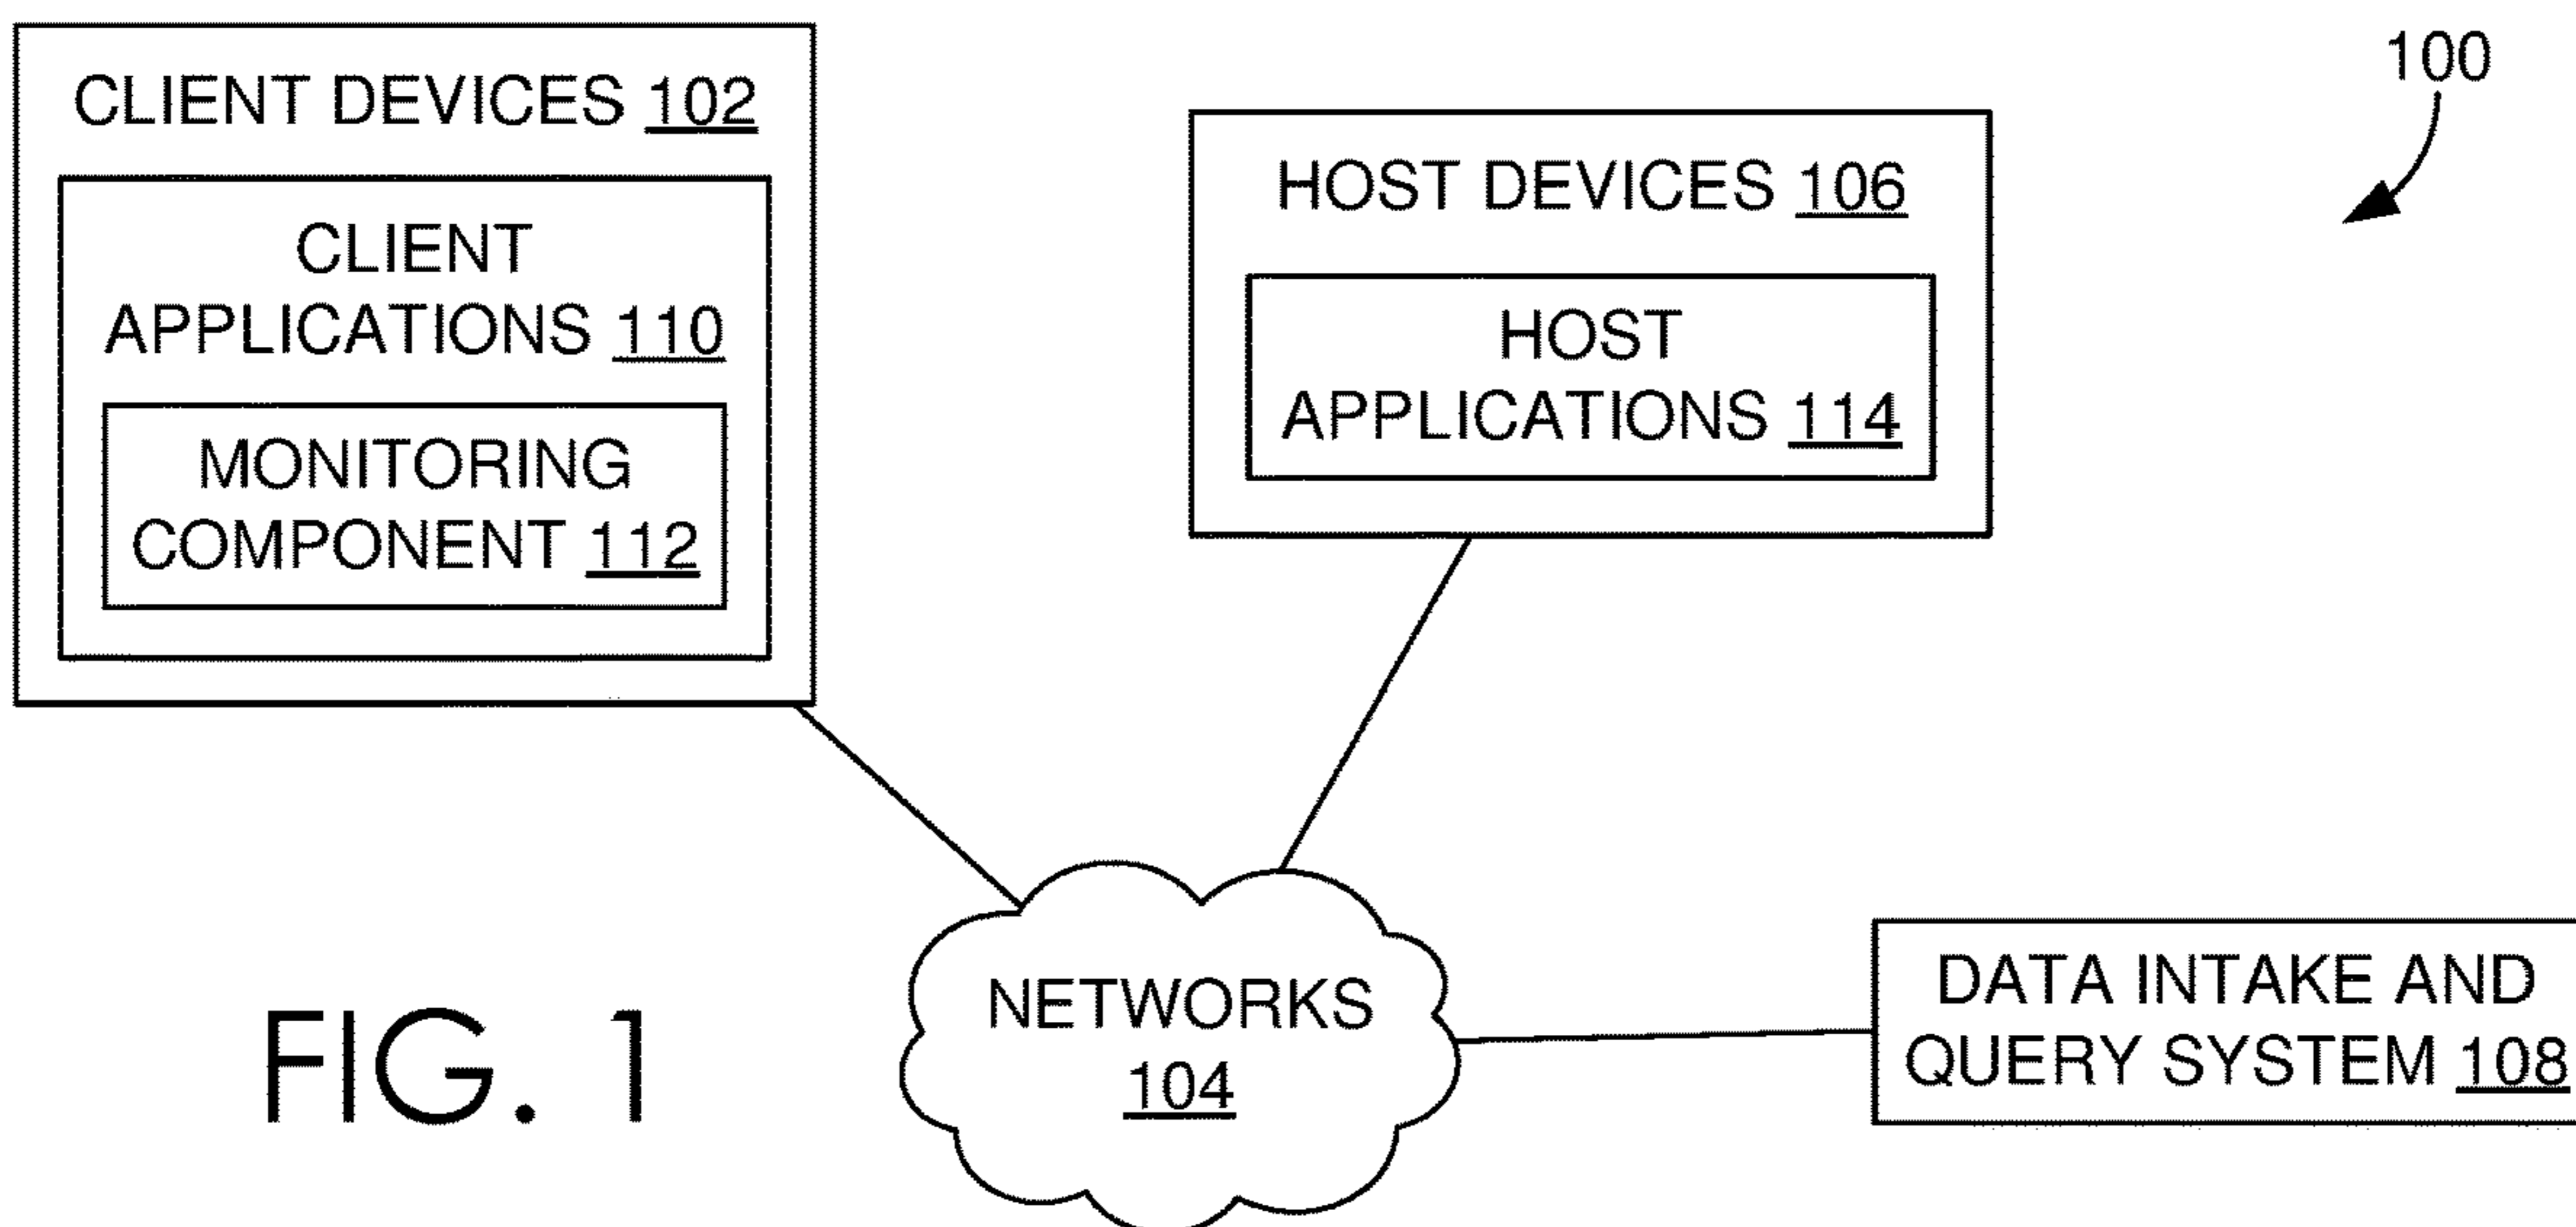 CLIENT DEVICES 102
CLIENT
APPLICATIONS 110
MONITORING
COMPONENT 112
HOST DEVICES 106
HOST
APPLICATIONS 114
100
NETWORKS
104
DATA INTAKE AND
QUERY SYSTEM 108
FIG. 1